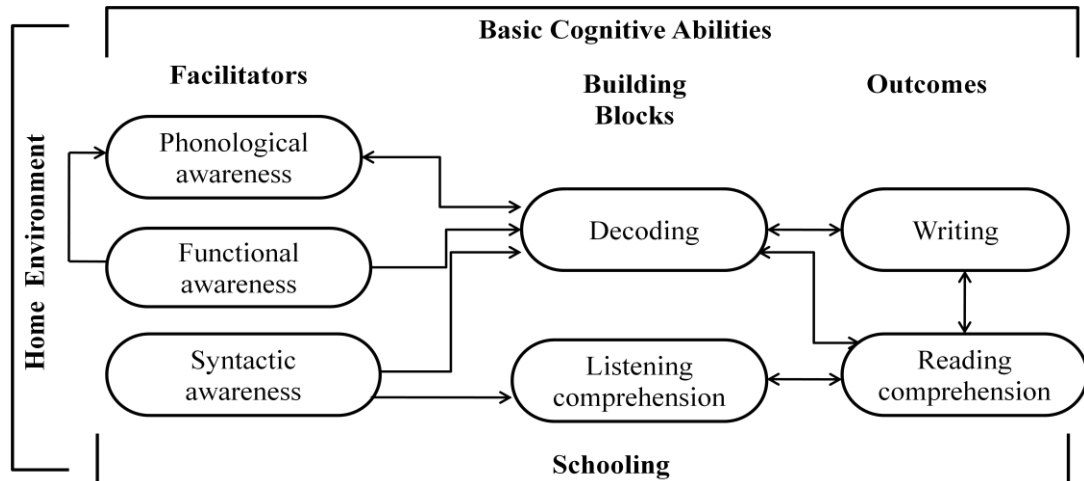 Basic Cognitive Abilities
Home Environment
Facilitators
Building
Blocks
Outcomes
Phonological
awareness
Functional
awareness
Syntactic
awareness
Decoding
Listening
comprehension
Writing
Reading
comprehension
Schooling